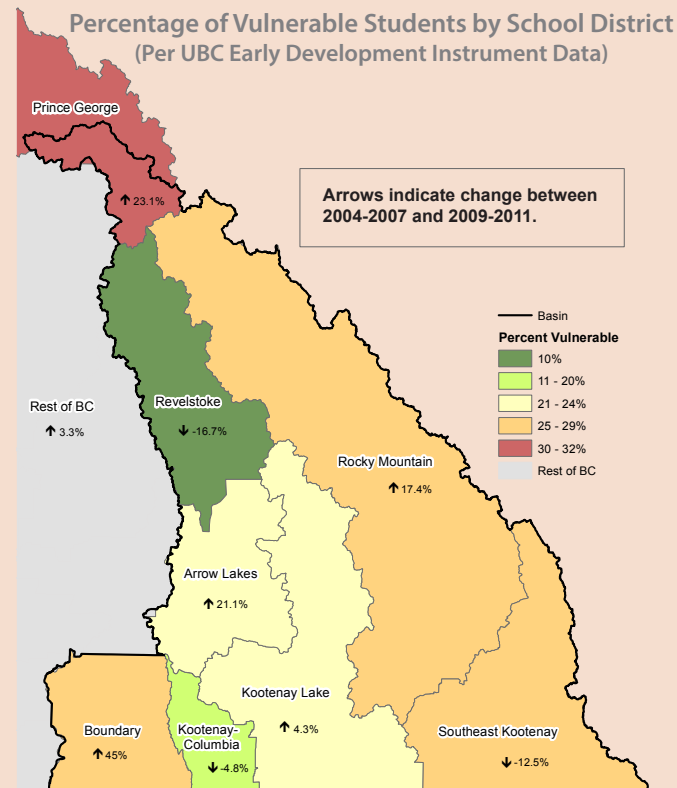 Percentage of Vulnerable Students by School District
(Per UBC Early Development Instrument Data)
Prince George
↑ 23.1%
Arrows indicate change between
2004-2007 and 2009-2011.
Basin
Percent Vulnerable
10%
11 - 20%
21 - 24%
25 - 29%
30 - 32%
Rest of BC
Rest of BC
↑ 3.3%
Revelstoke
↓ -16.7%
Rocky Mountain
↑ 17.4%
Arrow Lakes
↑ 21.1%
Kootenay Lake
↑ 4.3%
Boundary
↑ 45%
Kootenay-
Columbia
↓ -4.8%
Southeast Kootenay
↓ -12.5%